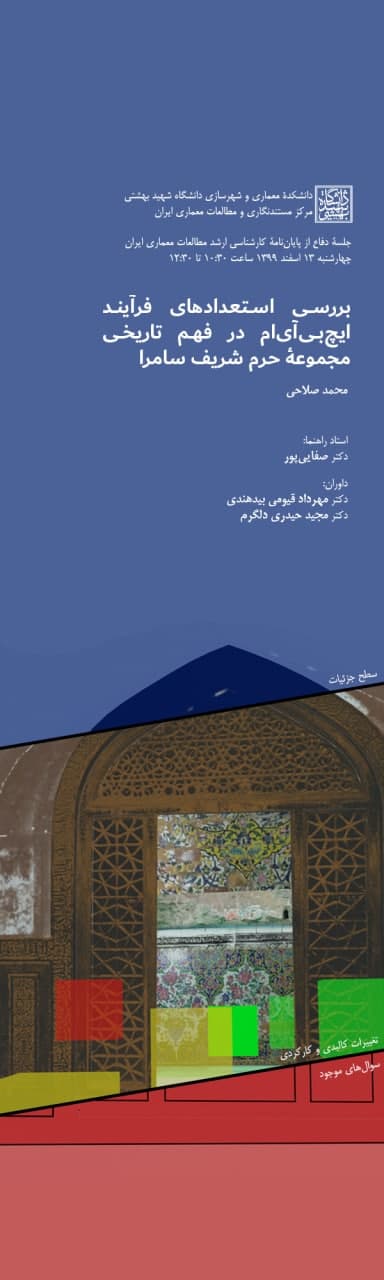 دانشگاه شهید بهشتی
دانشکدهٔ معماری و شهرسازی دانشگاه شهید بهشتی
مرکز مستندنگاری و مطالعات معماری ایران
جلسهٔ دفاع از پایان‌نامهٔ کارشناسی ارشد مطالعات معماری ایران
چهارشنبه ۱۳ اسفند ۱۳۹۹ ساعت ۱۰:۳۰ تا ۱۲:۳۰
بررسی استعدادهای فرآیند
ایچ‌بی‌آی‌ام در فهم تاریخی
مجموعهٔ حرم شریف سامرا
محمد صلاحی
استاد راهنما:
دکتر صفایی‌پور
داوران:
دکتر مهرداد قیومی بیدهندی
دکتر مجید حیدری دلگرم
سطح جزئیات
تغییرات کالبدی و کارکردی
سوال‌های موجود